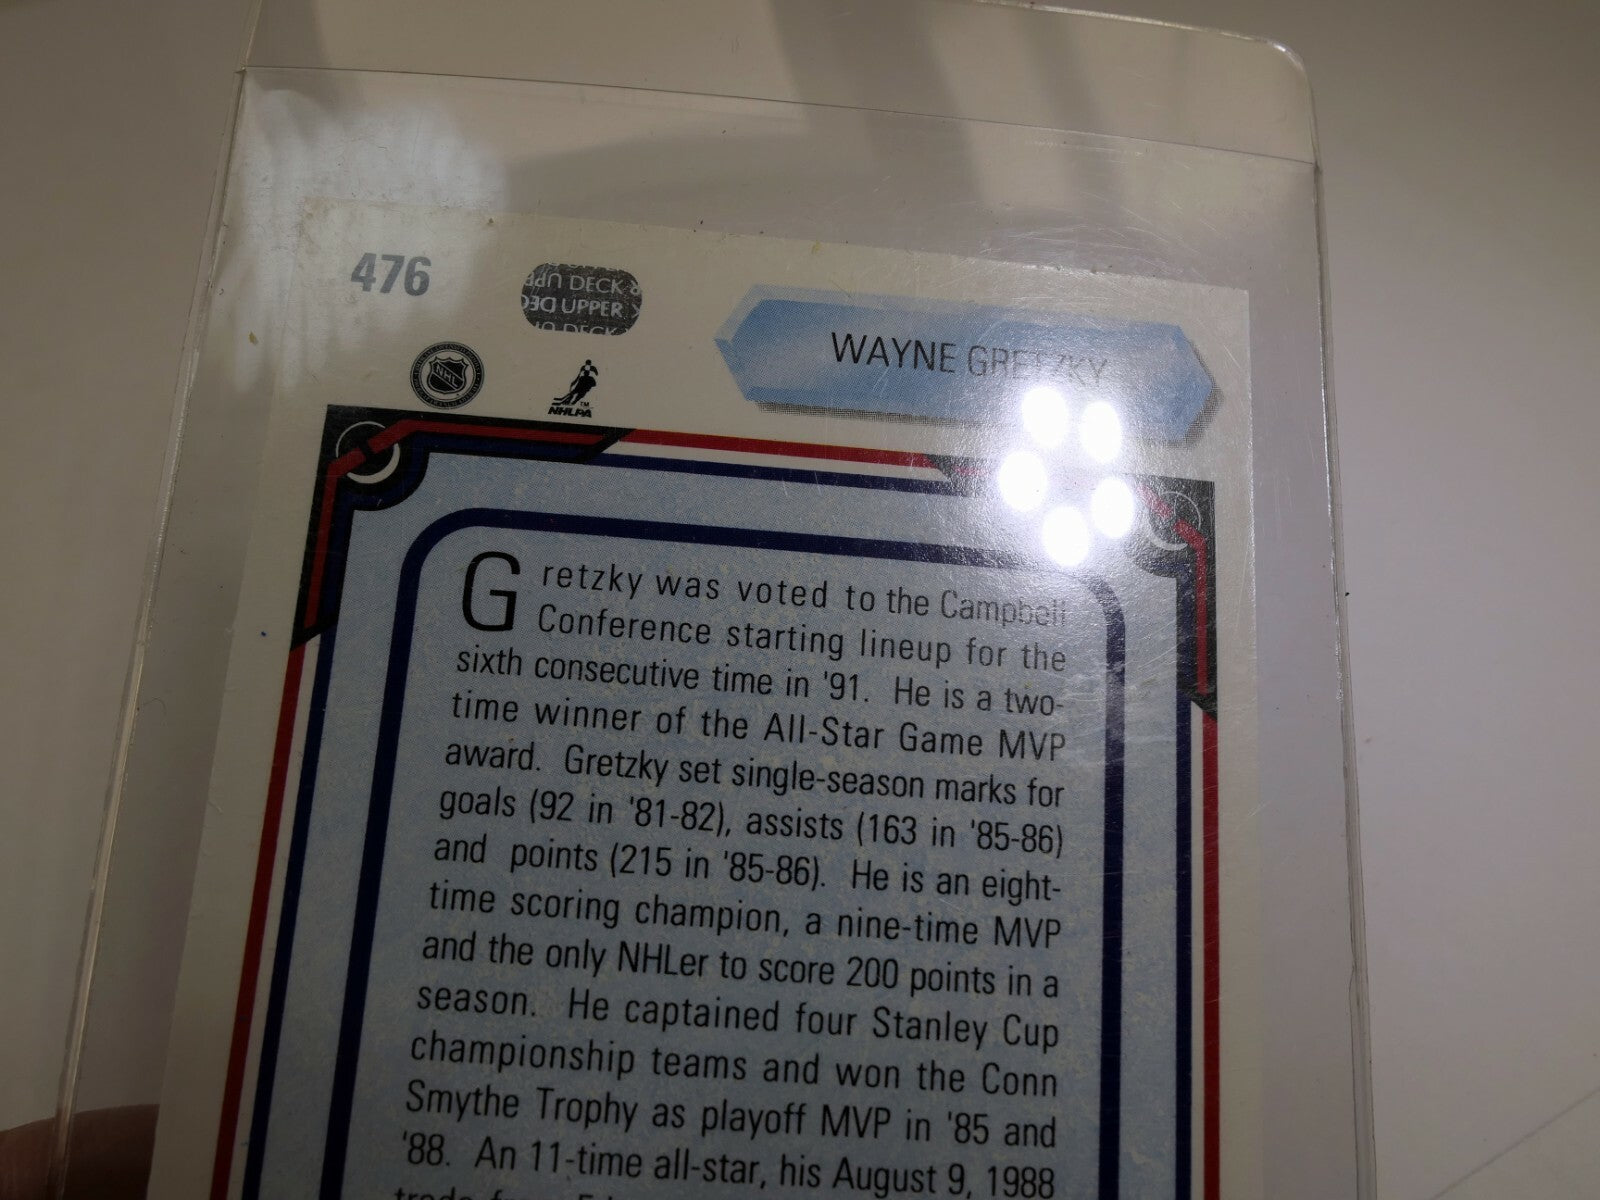 476
UPPER DECK
DECK UPPER
WAYNE GRETZKY
NHL
NHLPA™
Gretzky was voted to the Campbell
Conference starting lineup for the
sixth consecutive time in '91. He is a two-
time winner of the All-Star Game MVP
award. Gretzky set single-season marks for
goals (92 in '81-82), assists (163 in '85-86)
and points (215 in '85-86). He is an eight-
time scoring champion, a nine-time MVP
and the only NHLer to score 200 points in a
season. He captained four Stanley Cup
championship teams and won the Conn
Smythe Trophy as playoff MVP in '85 and
'88. An 11-time all-star, his August 9, 1988